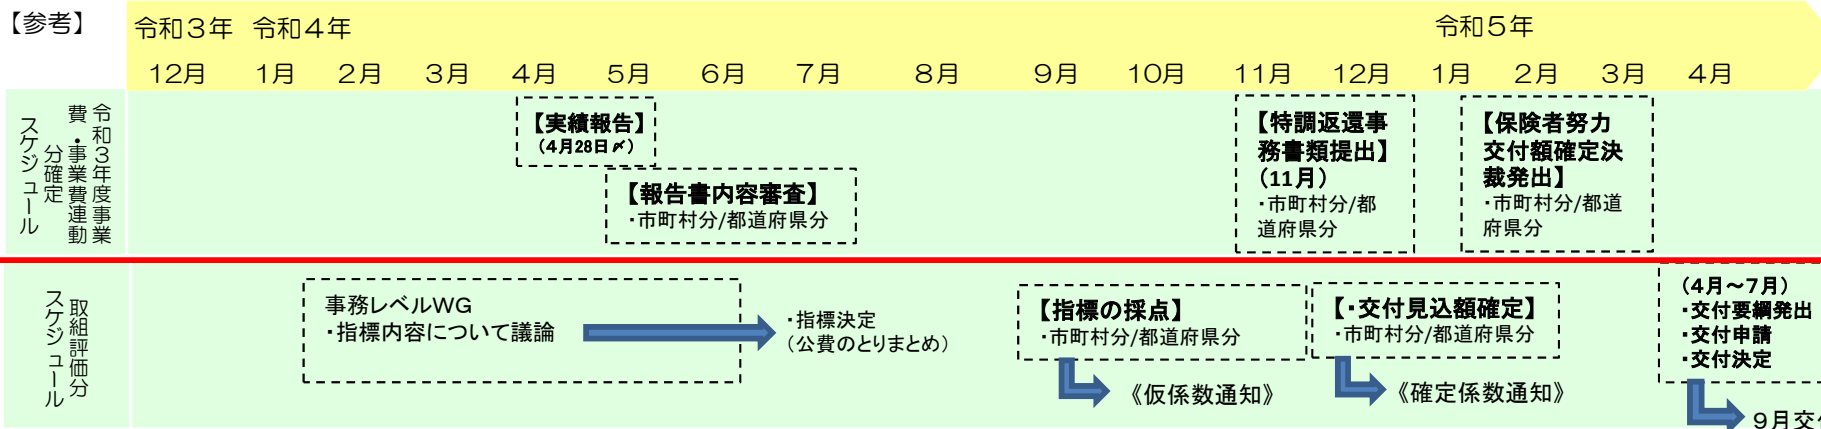 【参考】
令和３年 令和４年 令和５年
12月 1月 2月 3月 4月 5月 6月 7月 8月 9月 10月 11月 12月 1月 2月 3月 4月
令和３年度事業
費・事業費連動
分確定
スケジュール
【実績報告】
（4月28日〆）
【報告書内容審査】
・市町村分/都道府県分
【特調返還事
務書類提出】
（11月）
・市町村分/都
道府県分
【保険者努力
交付額確定決
裁発出】
・市町村分/都道
府県分
取組評価分
スケジュール
事務レベルWG
・指標内容について議論
・指標決定
（公費のとりまとめ）
【指標の採点】
・市町村分/都道府県分
《仮係数通知》
【・交付見込額確定】
・市町村分/都道府県分
《確定係数通知》
（4月～7月）
・交付要綱発出
・交付申請
・交付決定
９月交